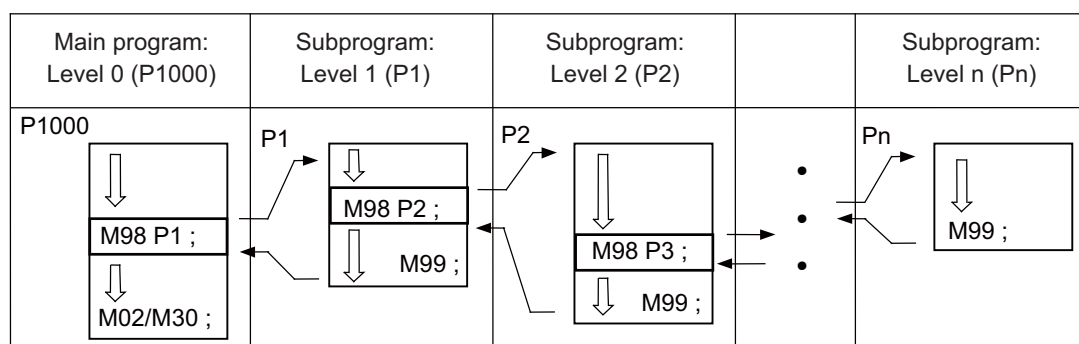 Main program:
Level 0 (P1000)
Subprogram:
Level 1 (P1)
Subprogram:
Level 2 (P2)
Subprogram:
Level n (Pn)
P1000
M98 P1 ;
M02/M30 ;
P1
M98 P2 ;
M99 ;
P2
M98 P3 ;
M99 ;
Pn
M99 ;